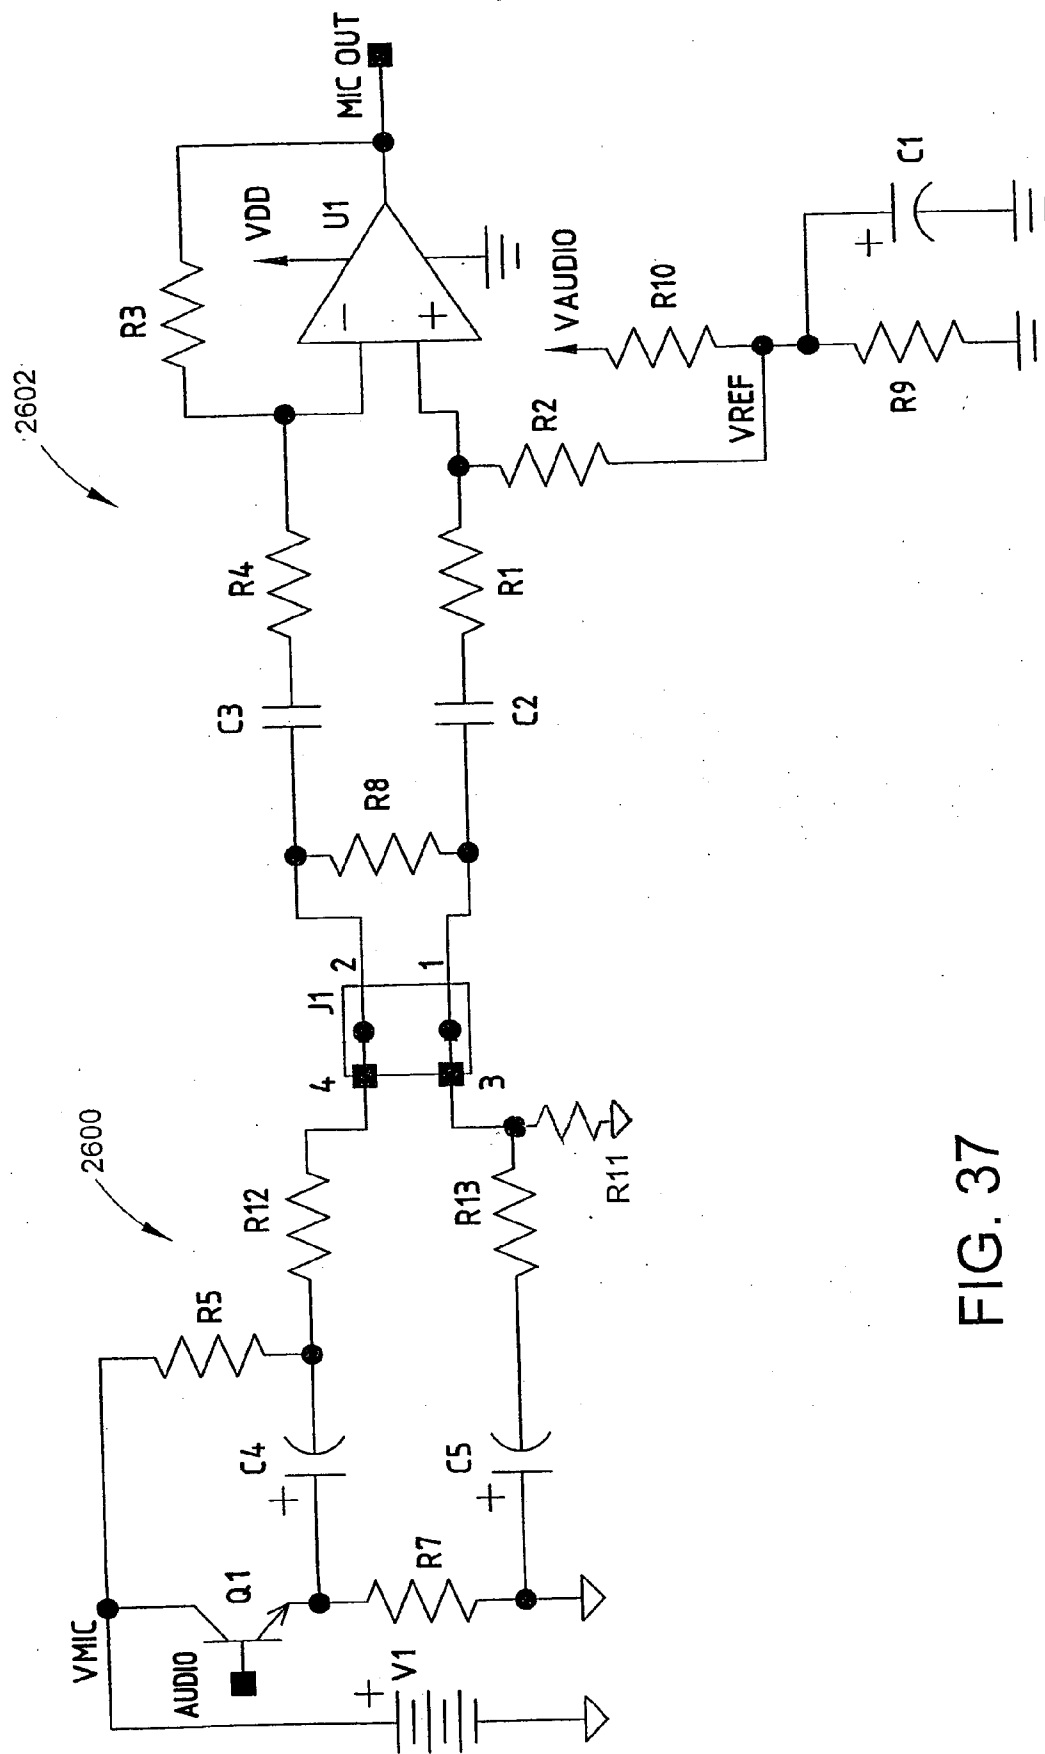 2600
2602
VMIC
AUDIO
Q1
+
V1
R5
+
C4
R7
+
C5
R12
R13
R11
4
3
J1
2
1
R8
C3
C2
R4
R1
R3
R2
−
+
U1
VDD
MIC OUT
VREF
VAUDIO
R10
R9
+
C1
FIG. 37